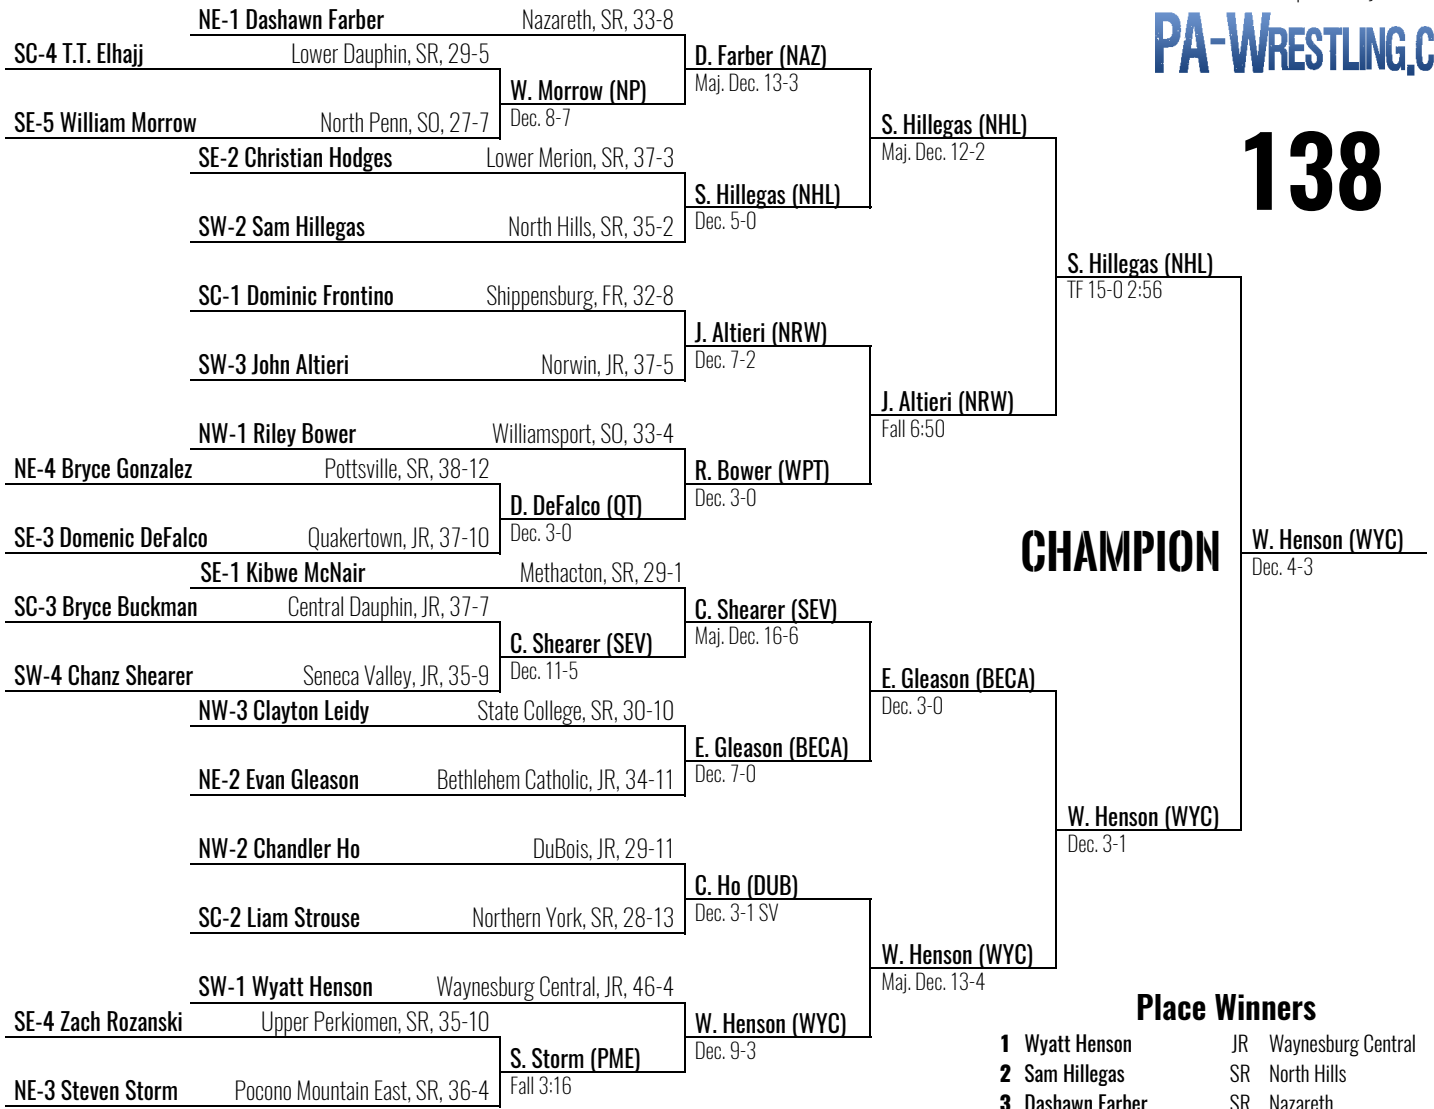 NE-1 Dashawn Farber Nazareth, SR, 33-8
PA-WRESTLING.C
SC-4 T.T. Elhajj Lower Dauphin, SR, 29-5
D. Farber (NAZ)
Maj. Dec. 13-3
W. Morrow (NP)
Dec. 8-7
SE-5 William Morrow North Penn, SO, 27-7
S. Hillegas (NHL)
Maj. Dec. 12-2
138
SE-2 Christian Hodges Lower Merion, SR, 37-3
S. Hillegas (NHL)
Dec. 5-0
SW-2 Sam Hillegas North Hills, SR, 35-2
S. Hillegas (NHL)
TF 15-0 2:56
SC-1 Dominic Frontino Shippensburg, FR, 32-8
J. Altieri (NRW)
Dec. 7-2
SW-3 John Altieri Norwin, JR, 37-5
J. Altieri (NRW)
Fall 6:50
NW-1 Riley Bower Williamsport, SO, 33-4
NE-4 Bryce Gonzalez Pottsville, SR, 38-12
R. Bower (WPT)
Dec. 3-0
D. DeFalco (QT)
Dec. 3-0
SE-3 Domenic DeFalco Quakertown, JR, 37-10
CHAMPION
W. Henson (WYC)
Dec. 4-3
SE-1 Kibwe McNair Methacton, SR, 29-1
SC-3 Bryce Buckman Central Dauphin, JR, 37-7
C. Shearer (SEV)
Maj. Dec. 16-6
C. Shearer (SEV)
Dec. 11-5
SW-4 Chanz Shearer Seneca Valley, JR, 35-9
E. Gleason (BECA)
Dec. 3-0
NW-3 Clayton Leidy State College, SR, 30-10
E. Gleason (BECA)
Dec. 7-0
NE-2 Evan Gleason Bethlehem Catholic, JR, 34-11
W. Henson (WYC)
Dec. 3-1
NW-2 Chandler Ho DuBois, JR, 29-11
C. Ho (DUB)
Dec. 3-1 SV
SC-2 Liam Strouse Northern York, SR, 28-13
W. Henson (WYC)
Maj. Dec. 13-4
SW-1 Wyatt Henson Waynesburg Central, JR, 46-4
SE-4 Zach Rozanski Upper Perkiomen, SR, 35-10
W. Henson (WYC)
Dec. 9-3
S. Storm (PME)
Fall 3:16
NE-3 Steven Storm Pocono Mountain East, SR, 36-4
Place Winners
1 Wyatt Henson JR Waynesburg Central
2 Sam Hillegas SR North Hills
3 Dashawn Farber SR Nazareth